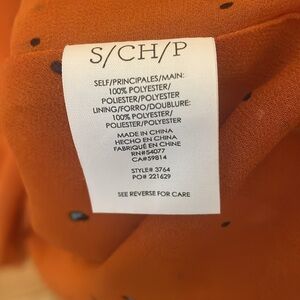 S/CH/P
SELF/PRINCIPALES/MAIN:
100% POLYESTER/
POLIESTER/POLYESTER
LINING/FORRO/DOUBLURE:
100% POLYESTER/
POLIESTER/POLYESTER
MADE IN CHINA
HECHO EN CHINA
FABRIQUÉ EN CHINE
RN#54077
CA#59814
STYLE# 3764
PO# 221629
SEE REVERSE FOR CARE